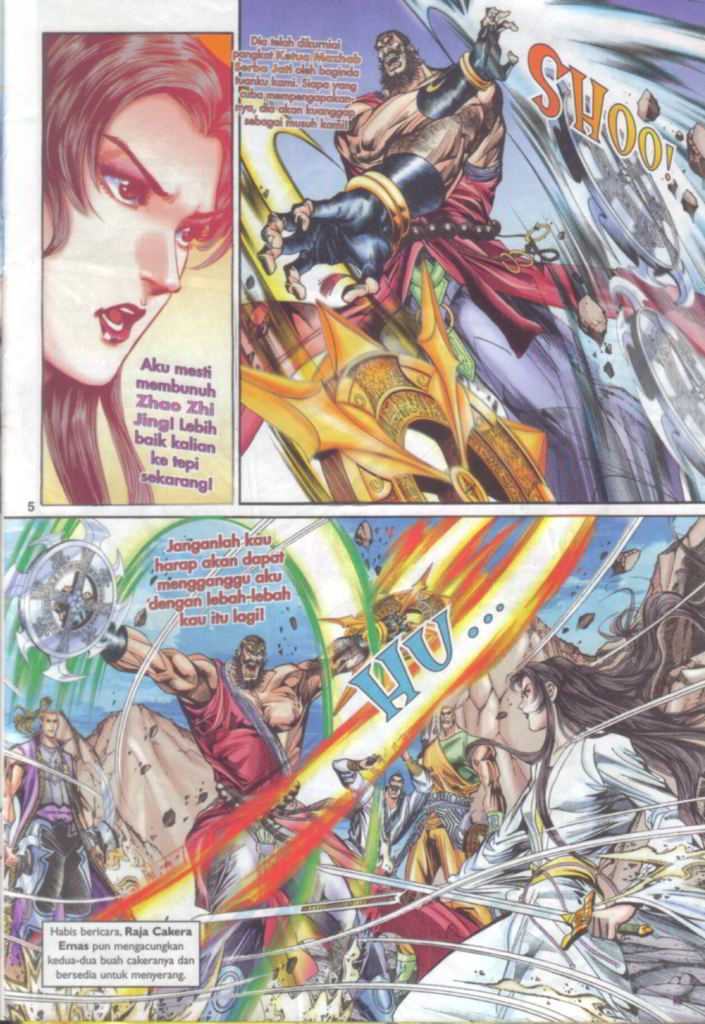 Aku mesti
membunuh
Zhao Zhi
Jing! Lebih
baik kalian
ke tepi
sekarang!
Dia telah dikurniai
pangkat Ketua Mazhab
Serba Jati oleh baginda
tuanku kami. Siapa yang
cuba mempengapakan-
nya, dia akan kuanggap
sebagai musuh kami!
SHOO!
5
Janganlah kau
harap akan dapat
mengganggu aku
dengan lebah-lebah
kau itu lagi!
HU...
Habis bericara, Raja Cakera
Emas pun mengacungkan
kedua-dua buah cakeranya dan
bersedia untuk menyerang.